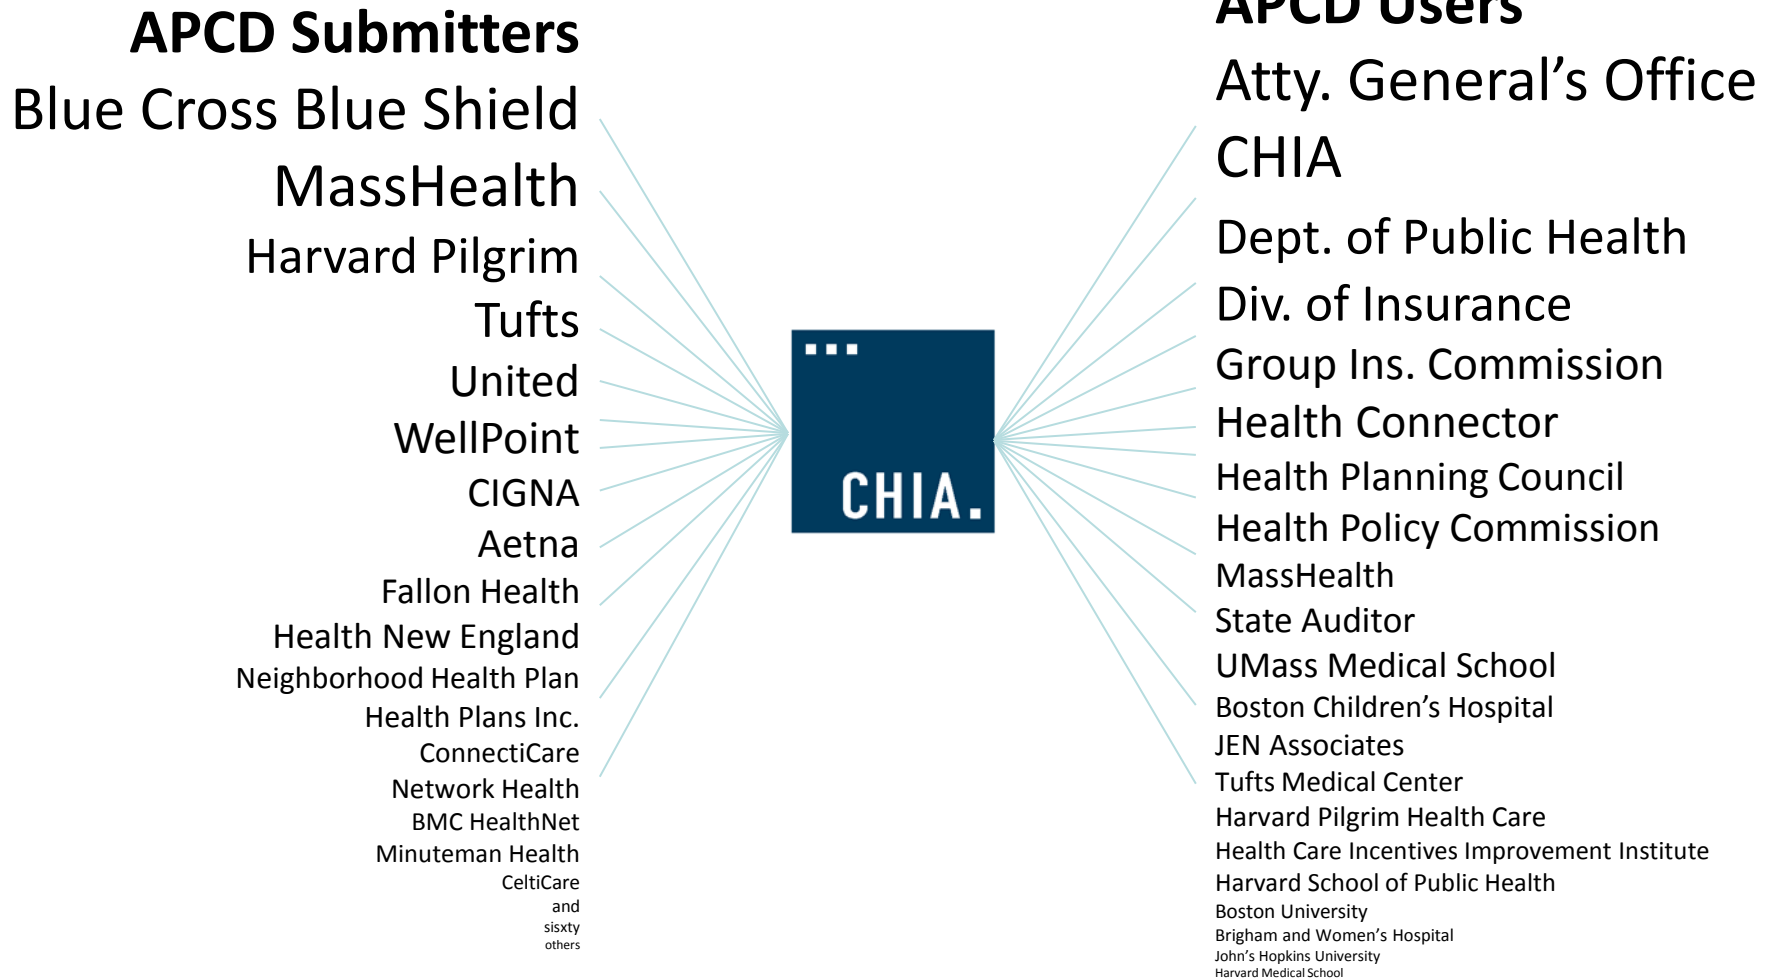 APCD Submitters
Blue Cross Blue Shield
MassHealth
Harvard Pilgrim
Tufts
United
WellPoint
CIGNA
Aetna
Fallon Health
Health New England
Neighborhood Health Plan
Health Plans Inc.
ConnectiCare
Network Health
BMC HealthNet
Minuteman Health
CeltiCare
and
sisxty
others
CHIA.
APCD Users
Atty. General’s Office
CHIA
Dept. of Public Health
Div. of Insurance
Group Ins. Commission
Health Connector
Health Planning Council
Health Policy Commission
MassHealth
State Auditor
UMass Medical School
Boston Children’s Hospital
JEN Associates
Tufts Medical Center
Harvard Pilgrim Health Care
Health Care Incentives Improvement Institute
Harvard School of Public Health
Boston University
Brigham and Women’s Hospital
John’s Hopkins University
Harvard Medical School